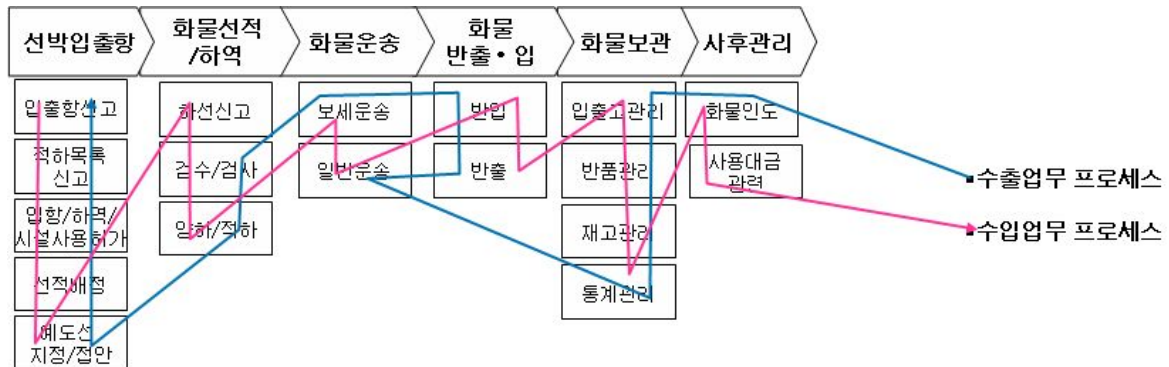 선박입출항
화물선적
/하역
화물운송
화물
반출•입
화물보관
사후관리
입출항신고
적하목록
신고
입항/하역/
시설사용허가
선적배정
예도선
지정/접안
하선신고
검수/검사
양하/적하
보세운송
일반운송
반입
반출
입출고관리
반품관리
재고관리
통계관리
화물인도
사용대금
관력
▪수출업무 프로세스
▪수입업무 프로세스